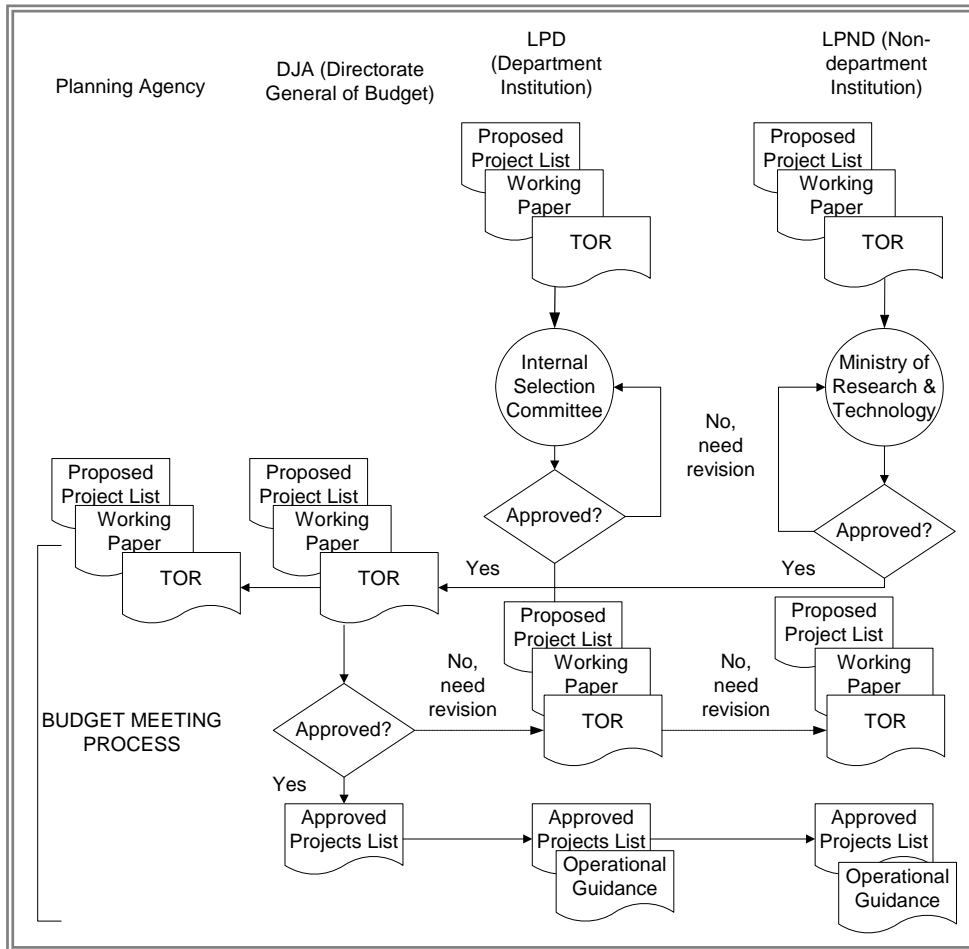 Planning Agency
DJA (Directorate
General of Budget)
LPD
(Department
Institution)
LPND (Non-
department
Institution)
Proposed
Project List
Working
Paper
TOR
Proposed
Project List
Working
Paper
TOR
Internal
Selection
Committee
Ministry of
Research &
Technology
No,
need
revision
Approved?
Approved?
Proposed
Project List
Working
Paper
TOR
Proposed
Project List
Working
Paper
TOR
Yes
Yes
Proposed
Project List
Working
Paper
TOR
Proposed
Project List
Working
Paper
TOR
No,
need
revision
No,
need
revision
BUDGET MEETING
PROCESS
Approved?
Yes
Approved
Projects List
Approved
Projects List
Operational
Guidance
Approved
Projects List
Operational
Guidance